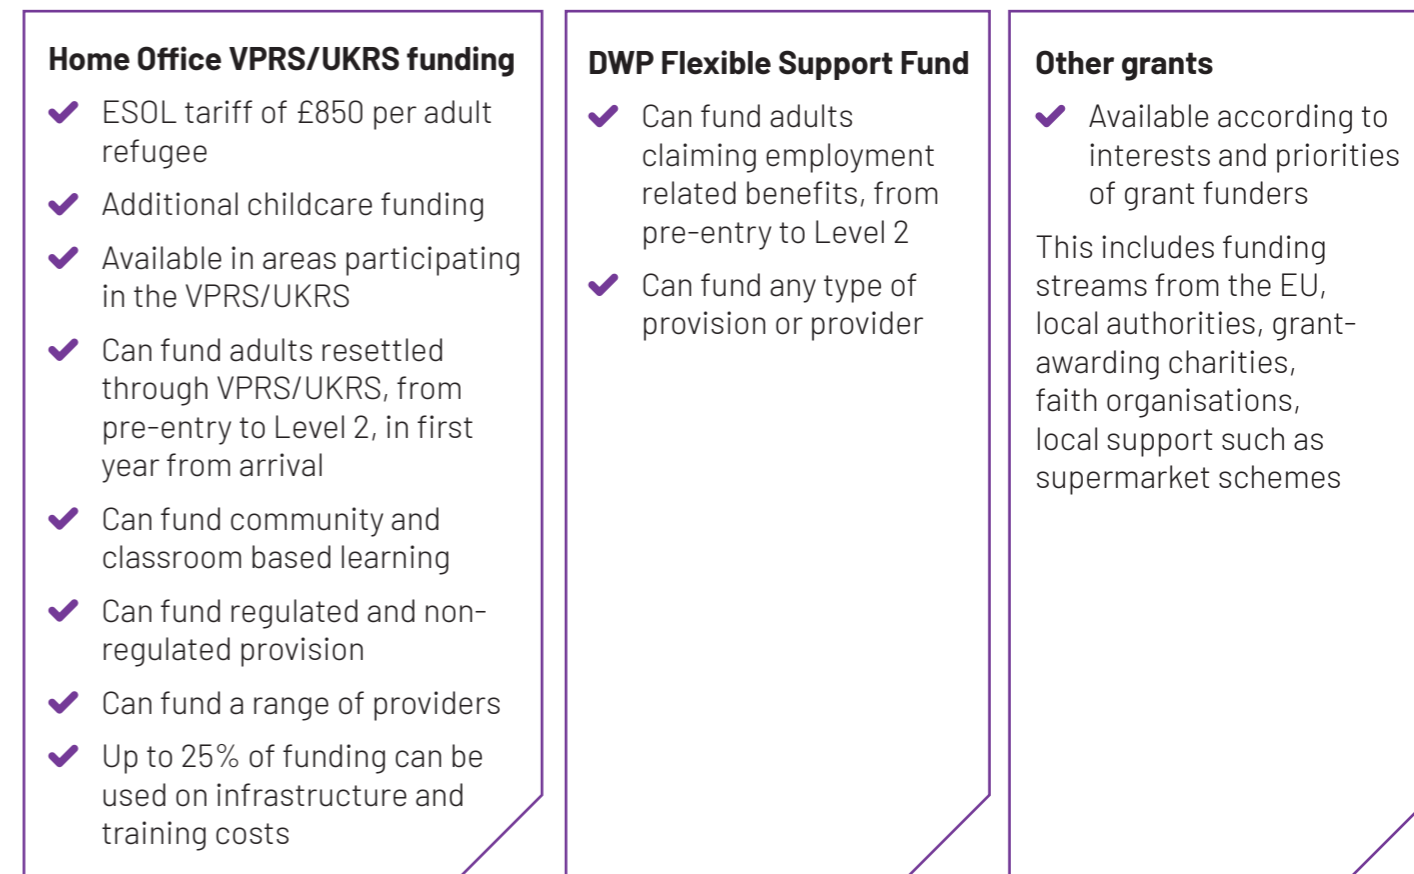 Home Office VPRS/UKRS funding
ESOL tariff of £850 per adult
refugee
Additional childcare funding
Available in areas participating
in the VPRS/UKRS
Can fund adults resettled
through VPRS/UKRS, from
pre-entry to Level 2, in first
year from arrival
Can fund community and
classroom based learning
Can fund regulated and non-
regulated provision
Can fund a range of providers
Up to 25% of funding can be
used on infrastructure and
training costs
DWP Flexible Support Fund
Can fund adults
claiming employment
related benefits, from
pre-entry to Level 2
Can fund any type of
provision or provider
Other grants
Available according to
interests and priorities
of grant funders
This includes funding
streams from the EU,
local authorities, grant-
awarding charities,
faith organisations,
local support such as
supermarket schemes